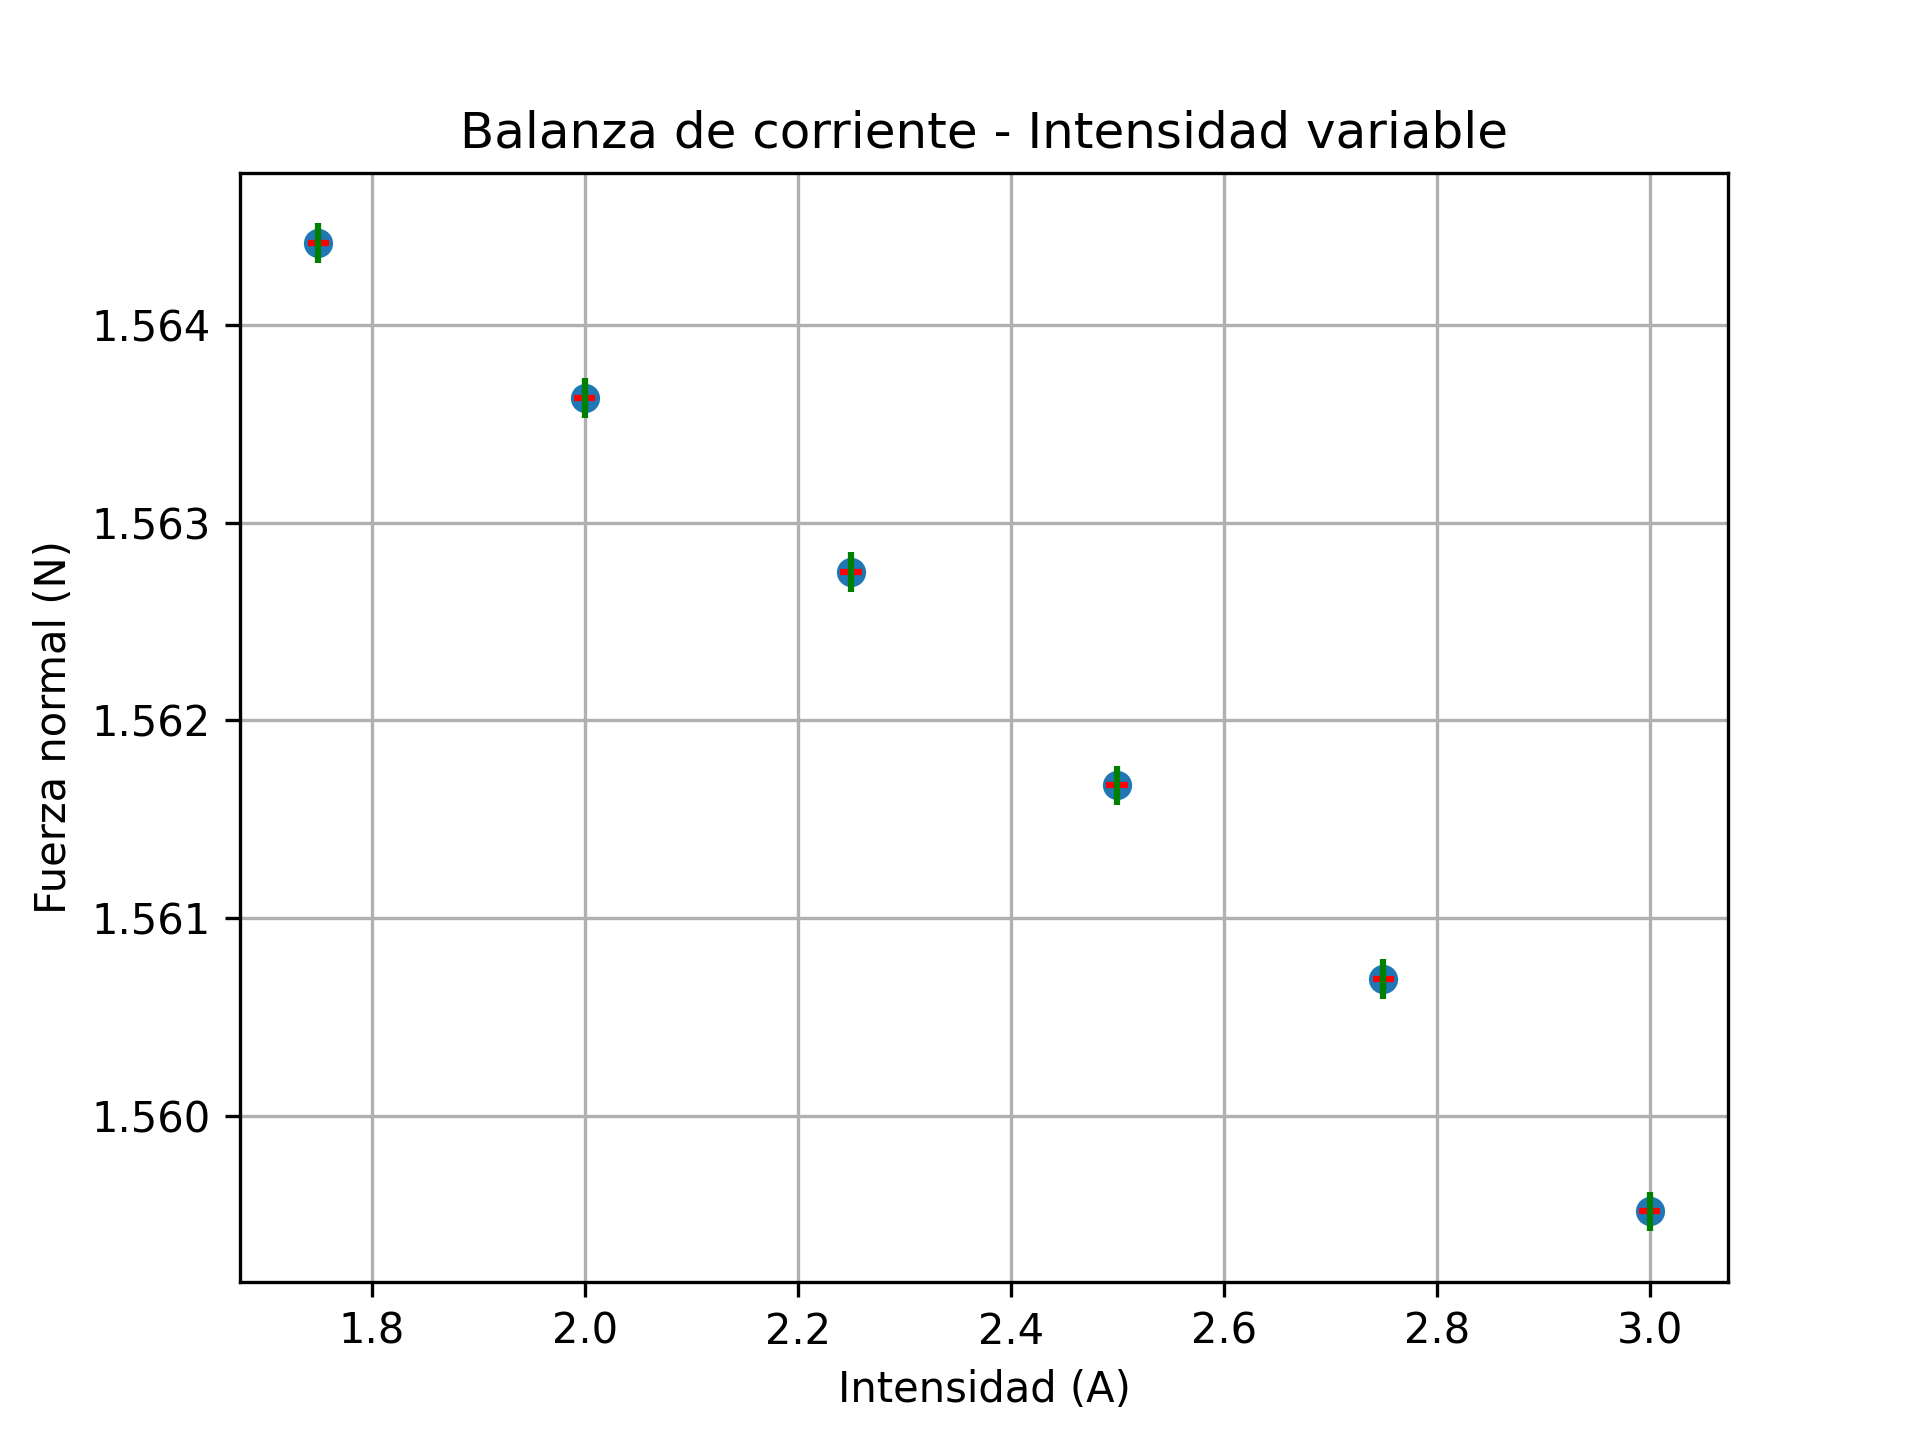 Balanza de corriente - Intensidad variable
1.564
1.563
1.562
1.561
1.560
Fuerza normal (N)
1.8 2.0 2.2 2.4 2.6 2.8 3.0
Intensidad (A)